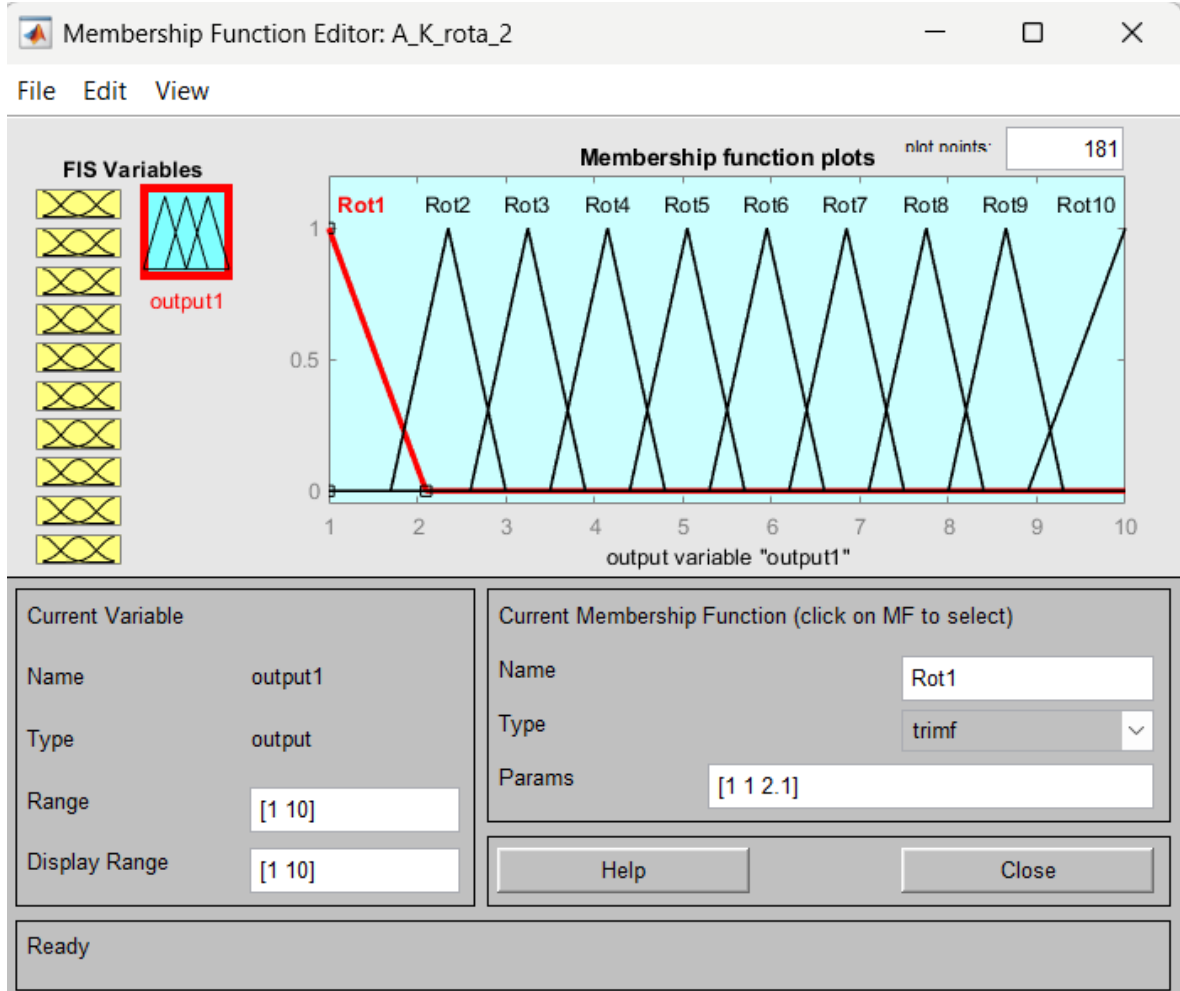 Membership Function Editor: A_K_rota_2
File Edit View
FIS Variables
output1
Membership function plots
plot points:
181
Rot1 Rot2 Rot3 Rot4 Rot5 Rot6 Rot7 Rot8 Rot9 Rot10
1
0.5
0
1 2 3 4 5 6 7 8 9 10
output variable "output1"
Current Variable
Name output1
Type output
Range [1 10]
Display Range [1 10]
Current Membership Function (click on MF to select)
Name Rot1
Type trimf
Params [1 1 2.1]
Help Close
Ready